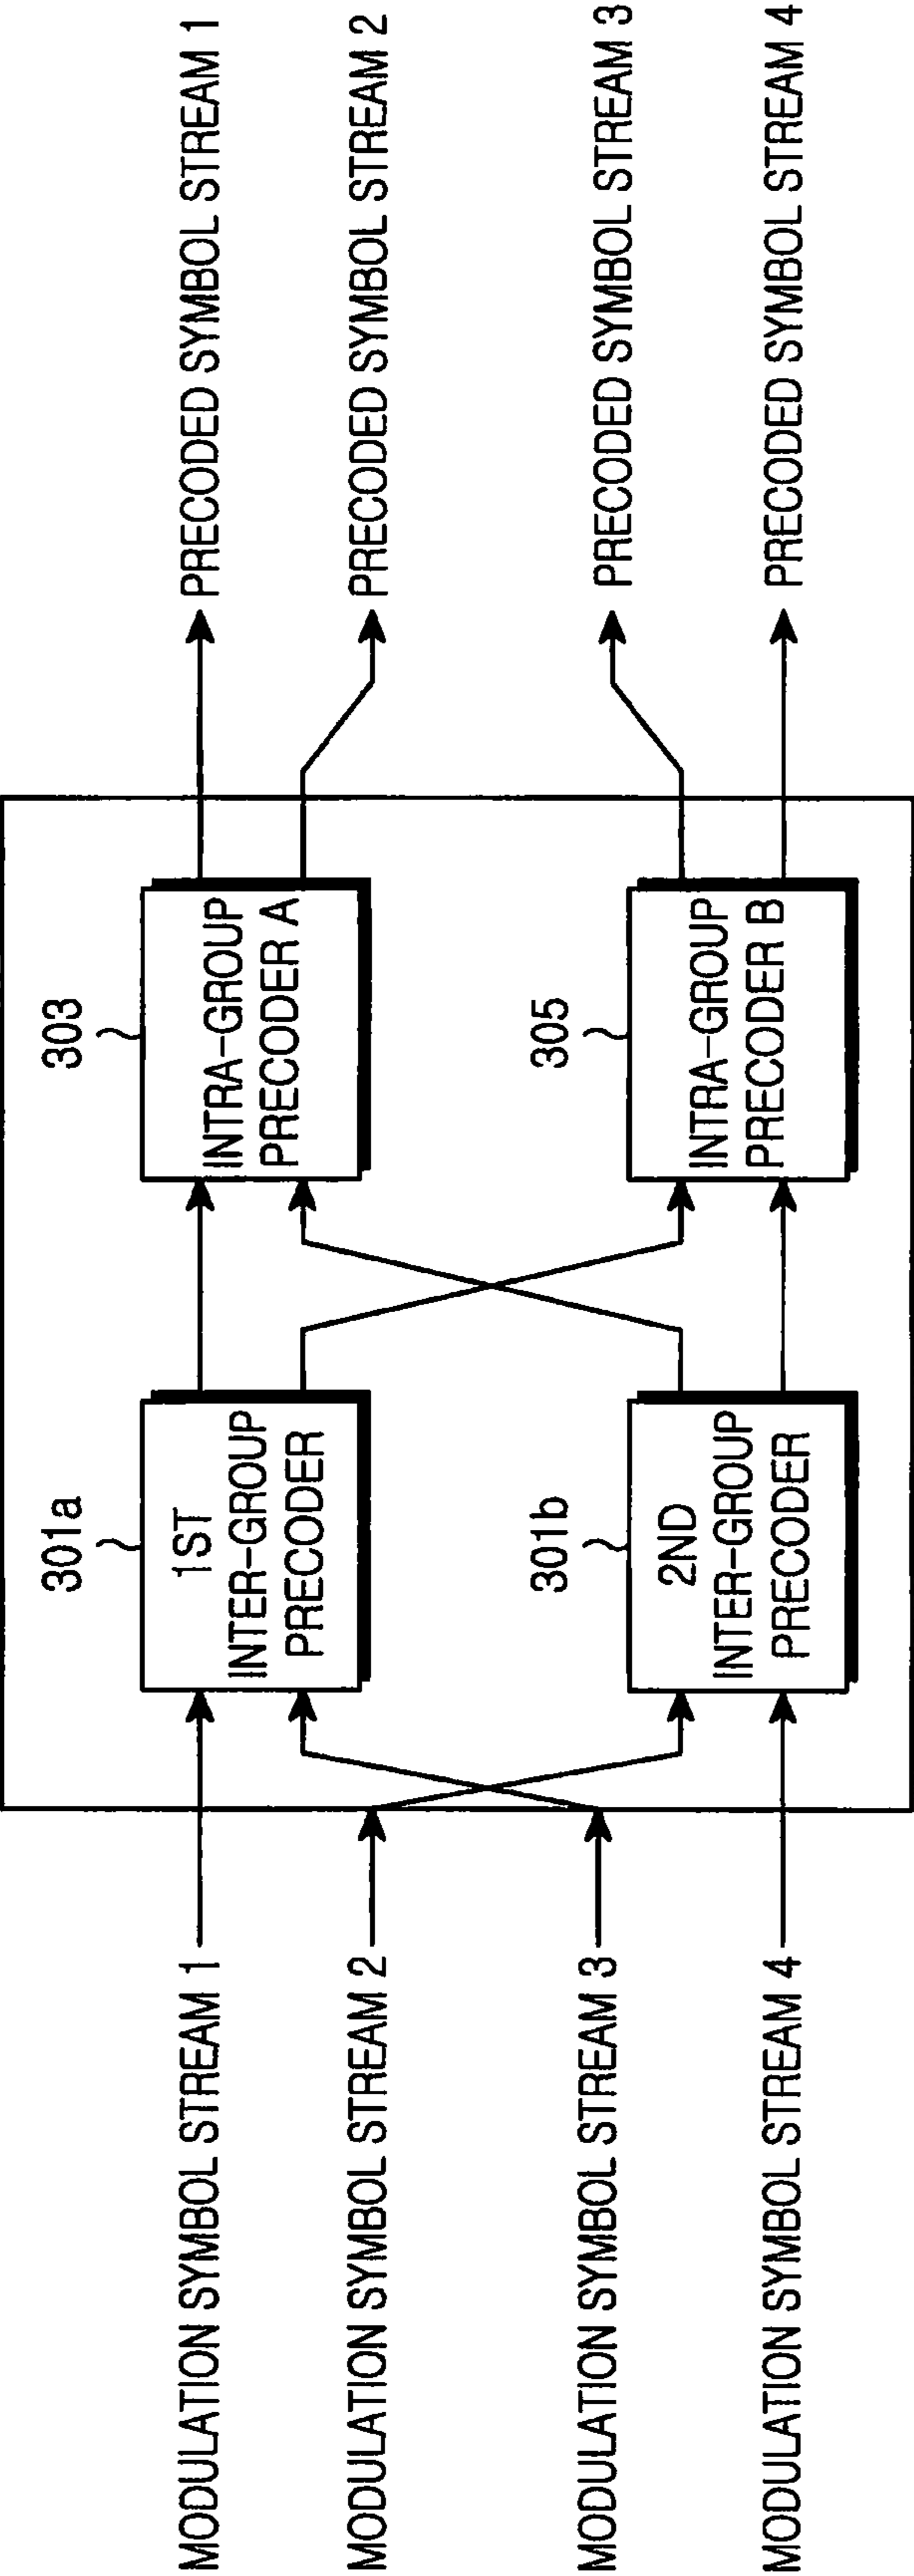 MODULATION SYMBOL STREAM 1
MODULATION SYMBOL STREAM 2
MODULATION SYMBOL STREAM 3
MODULATION SYMBOL STREAM 4
301a
1ST
INTER-GROUP
PRECODER
301b
2ND
INTER-GROUP
PRECODER
303
INTRA-GROUP
PRECODER A
305
INTRA-GROUP
PRECODER B
PRECODED SYMBOL STREAM 1
PRECODED SYMBOL STREAM 2
PRECODED SYMBOL STREAM 3
PRECODED SYMBOL STREAM 4